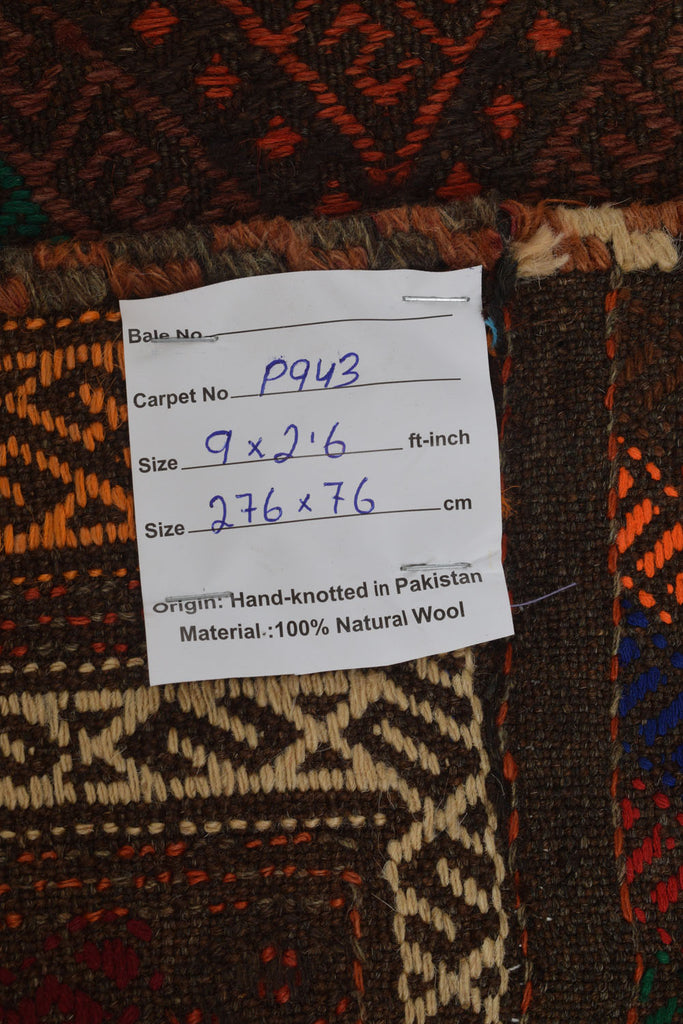 Bale No
Carpet No P943
Size 9 x 2'6 ft-inch
Size 276 x 76 cm
Origin: Hand-knotted in Pakistan
Material :100% Natural Wool